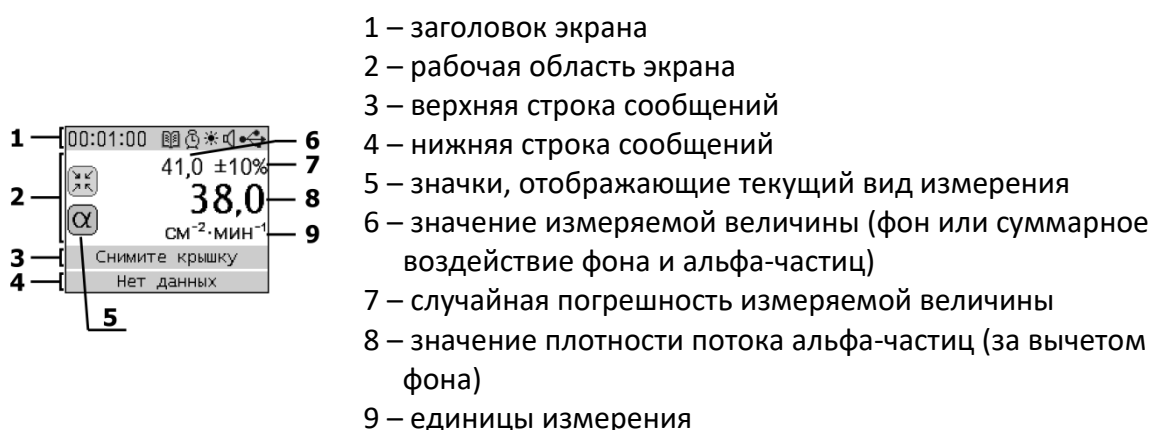 1 – заголовок экрана
2 – рабочая область экрана
3 – верхняя строка сообщений
4 – нижняя строка сообщений
5 – значки, отображающие текущий вид измерения
6 – значение измеряемой величины (фон или суммарное
воздействие фона и альфа-частиц)
7 – случайная погрешность измеряемой величины
8 – значение плотности потока альфа-частиц (за вычетом
фона)
9 – единицы измерения
1
00:01:00
6
41,0 ±10%
7
2
38,0
8
α
см⁻²·мин⁻¹
9
3
Снимите крышку
4
Нет данных
5